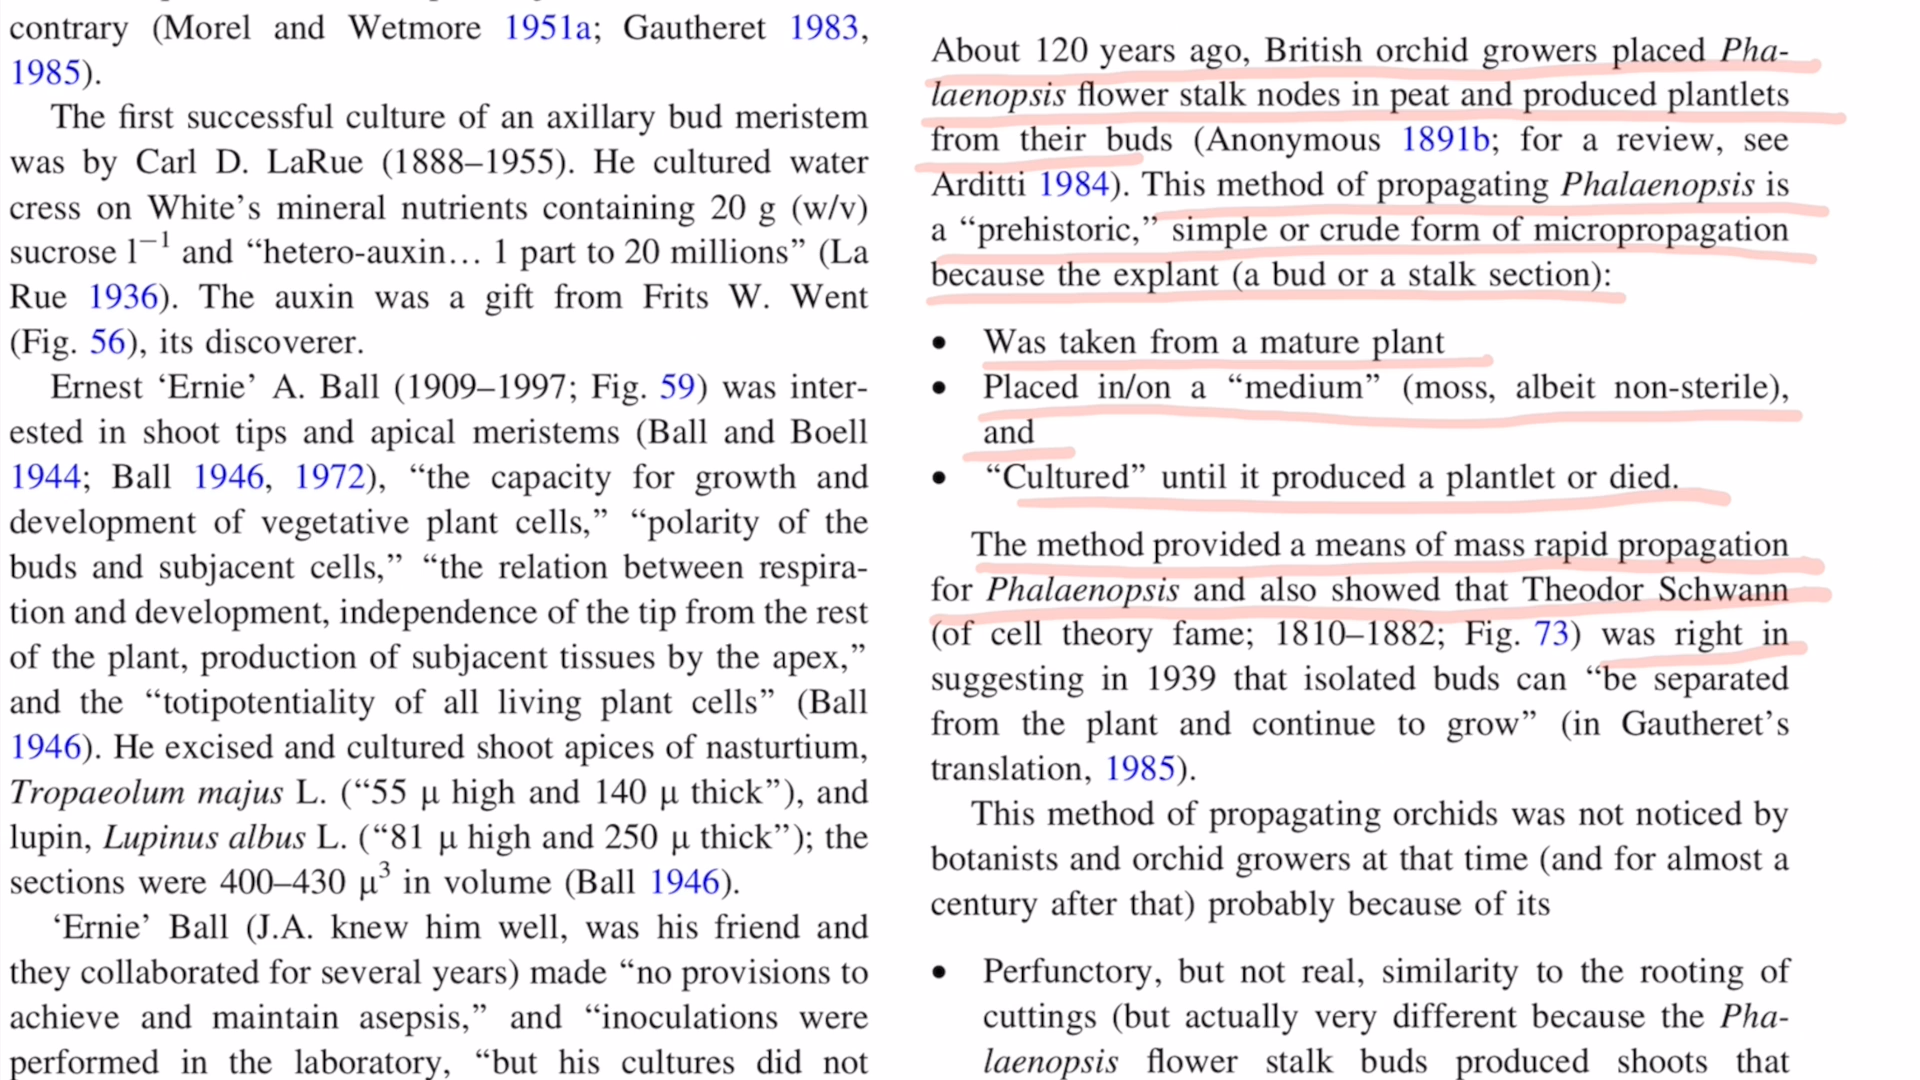 contrary (Morel and Wetmore 1951a; Gautheret 1983,
1985).
The first successful culture of an axillary bud meristem
was by Carl D. LaRue (1888–1955). He cultured water
cress on White’s mineral nutrients containing 20 g (w/v)
sucrose l⁻¹ and “hetero-auxin… 1 part to 20 millions” (La
Rue 1936). The auxin was a gift from Frits W. Went
(Fig. 56), its discoverer.
Ernest ‘Ernie’ A. Ball (1909–1997; Fig. 59) was inter-
ested in shoot tips and apical meristems (Ball and Boell
1944; Ball 1946, 1972), “the capacity for growth and
development of vegetative plant cells,” “polarity of the
buds and subjacent cells,” “the relation between respira-
tion and development, independence of the tip from the rest
of the plant, production of subjacent tissues by the apex,”
and the “totipotentiality of all living plant cells” (Ball
1946). He excised and cultured shoot apices of nasturtium,
Tropaeolum majus L. (“55 µ high and 140 µ thick”), and
lupin, Lupinus albus L. (“81 µ high and 250 µ thick”); the
sections were 400–430 µ³ in volume (Ball 1946).
‘Ernie’ Ball (J.A. knew him well, was his friend and
they collaborated for several years) made “no provisions to
achieve and maintain asepsis,” and “inoculations were
performed in the laboratory, “but his cultures did not
About 120 years ago, British orchid growers placed Pha-
laenopsis flower stalk nodes in peat and produced plantlets
from their buds (Anonymous 1891b; for a review, see
Arditti 1984). This method of propagating Phalaenopsis is
a “prehistoric,” simple or crude form of micropropagation
because the explant (a bud or a stalk section):
• Was taken from a mature plant
• Placed in/on a “medium” (moss, albeit non-sterile),
and
• “Cultured” until it produced a plantlet or died.
The method provided a means of mass rapid propagation
for Phalaenopsis and also showed that Theodor Schwann
(of cell theory fame; 1810–1882; Fig. 73) was right in
suggesting in 1939 that isolated buds can “be separated
from the plant and continue to grow” (in Gautheret’s
translation, 1985).
This method of propagating orchids was not noticed by
botanists and orchid growers at that time (and for almost a
century after that) probably because of its
• Perfunctory, but not real, similarity to the rooting of
cuttings (but actually very different because the Pha-
laenopsis flower stalk buds produced shoots that